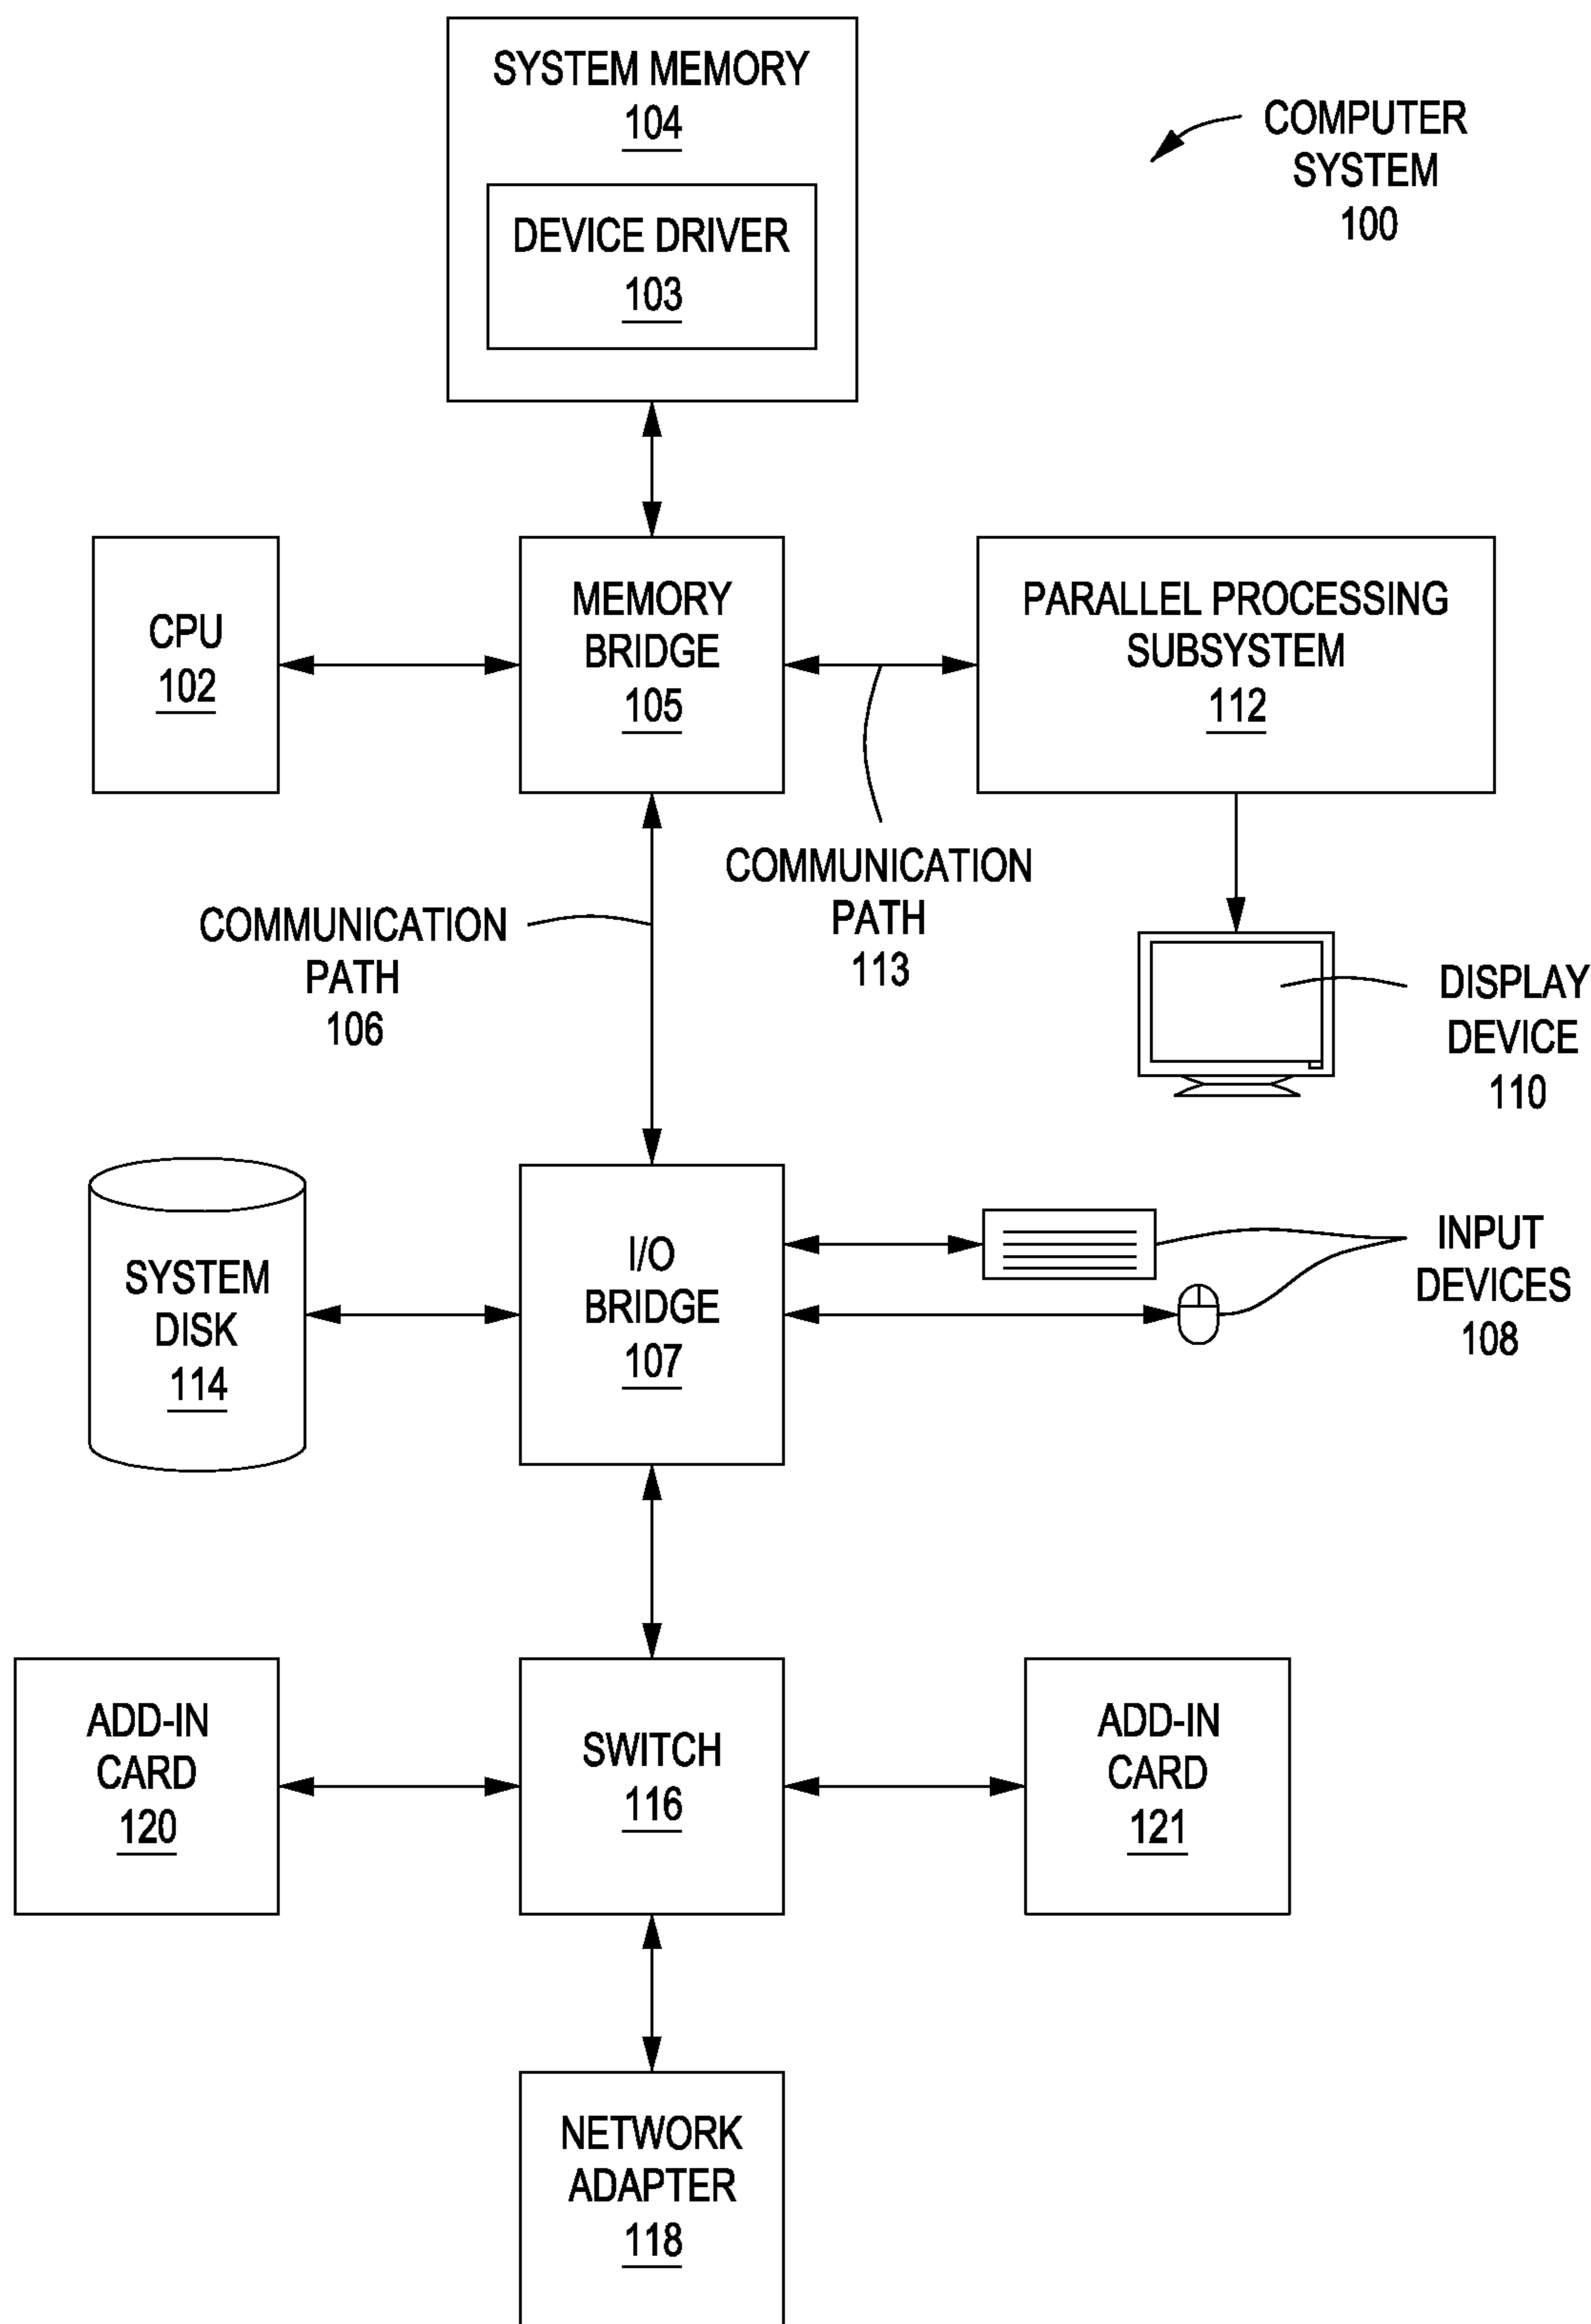 SYSTEM MEMORY
104
DEVICE DRIVER
103
COMPUTER
SYSTEM
100
CPU
102
MEMORY
BRIDGE
105
PARALLEL PROCESSING
SUBSYSTEM
112
COMMUNICATION
PATH
113
COMMUNICATION
PATH
106
DISPLAY
DEVICE
110
SYSTEM
DISK
114
I/O
BRIDGE
107
INPUT
DEVICES
108
ADD-IN
CARD
120
SWITCH
116
ADD-IN
CARD
121
NETWORK
ADAPTER
118